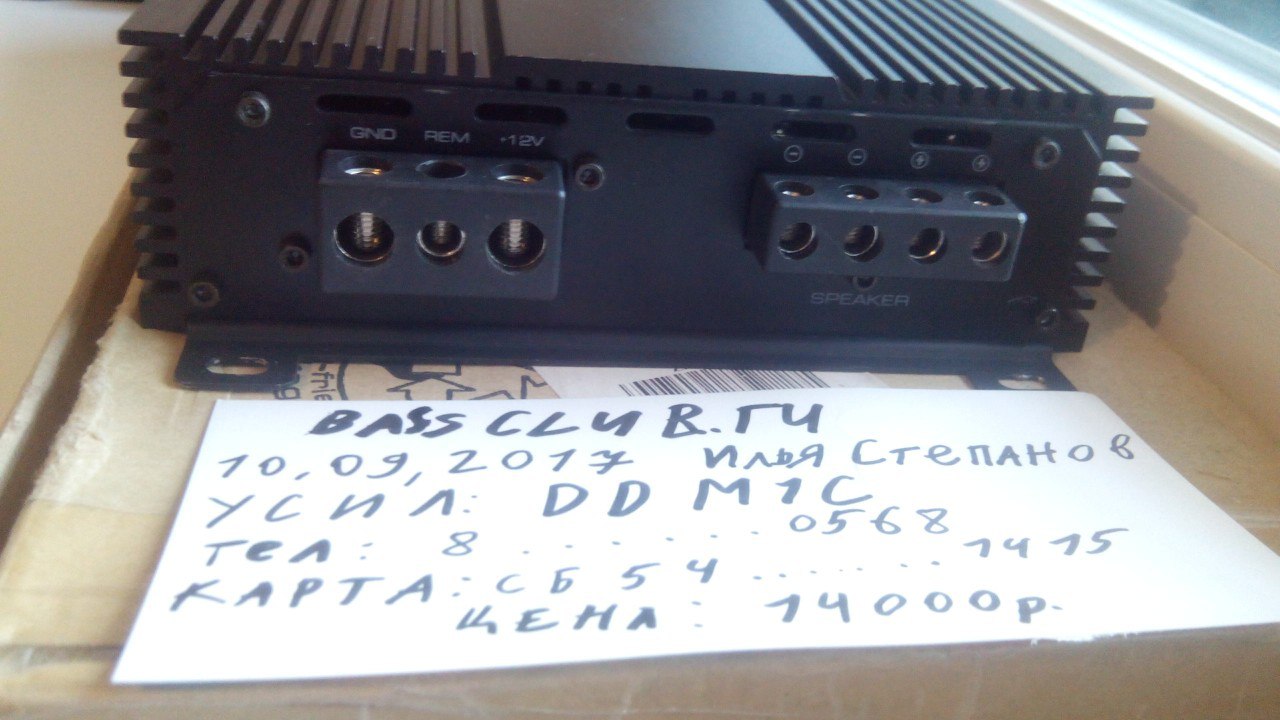 GND REM +12V
SPEAKER
BASSCLUB.ru
10,09,2017 Илья Степанов
УСИЛ: DD M1C
Тел: 8 ....... 0568
КАРТА: СБ 54 ....... 1415
ЦЕНА: 14000р.